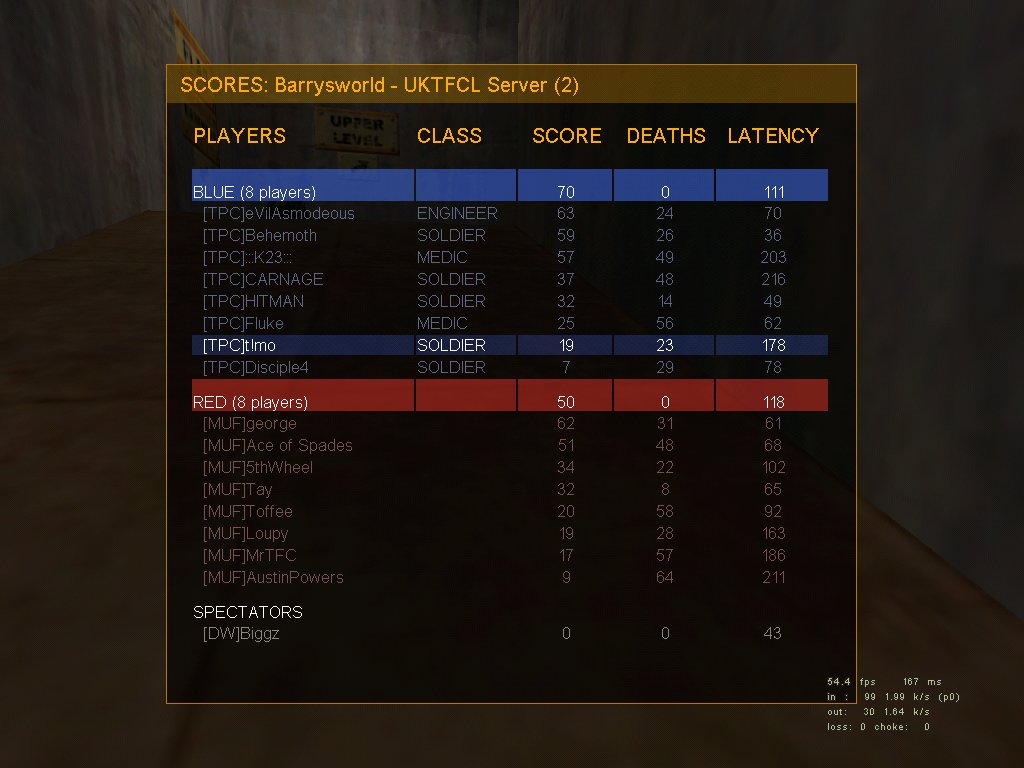 SCORES: Barrysworld - UKTFCL Server (2)
UPPER
LEVEL
PLAYERS CLASS SCORE DEATHS LATENCY
BLUE (8 players) 70 0 111
[TPC]eVilAsmodeous ENGINEER 63 24 70
[TPC]Behemoth SOLDIER 59 26 36
[TPC]:::K23::: MEDIC 57 49 203
[TPC]CARNAGE SOLDIER 37 48 216
[TPC]HITMAN SOLDIER 32 14 49
[TPC]Fluke MEDIC 25 56 62
[TPC]t!mo SOLDIER 19 23 178
[TPC]Disciple4 SOLDIER 7 29 78
RED (8 players) 50 0 118
[MUF]george 62 31 61
[MUF]Ace of Spades 51 48 68
[MUF]5thWheel 34 22 102
[MUF]Tay 32 8 65
[MUF]Toffee 20 58 92
[MUF]Loupy 19 28 163
[MUF]MrTFC 17 57 186
[MUF]AustinPowers 9 64 211
SPECTATORS
[DW]Biggz 0 0 43
54.4 fps 167 ms
in : 99 1.99 k/s (p0)
out: 30 1.64 k/s
loss: 0 choke: 0